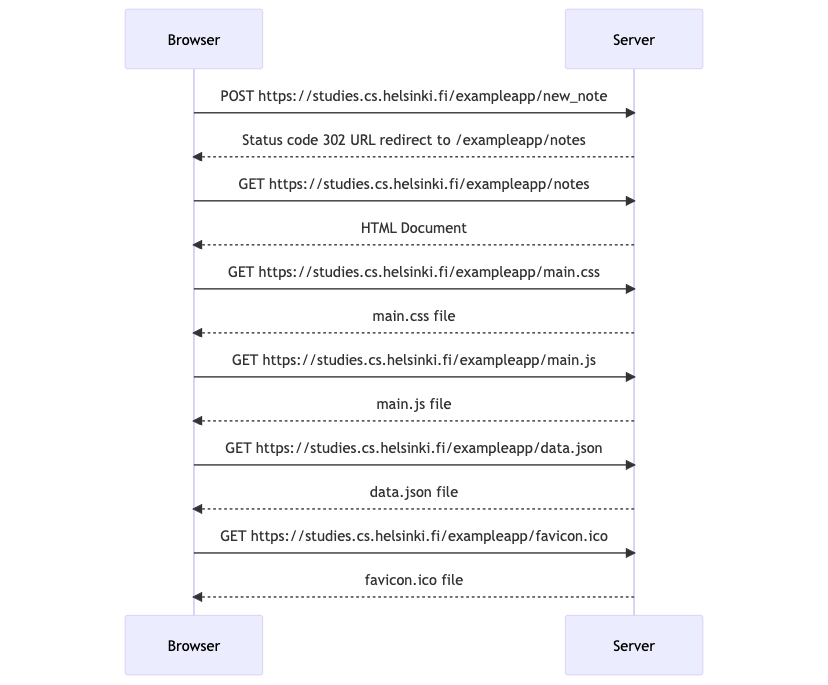 Browser
Server
POST https://studies.cs.helsinki.fi/exampleapp/new_note
Status code 302 URL redirect to /exampleapp/notes
GET https://studies.cs.helsinki.fi/exampleapp/notes
HTML Document
GET https://studies.cs.helsinki.fi/exampleapp/main.css
main.css file
GET https://studies.cs.helsinki.fi/exampleapp/main.js
main.js file
GET https://studies.cs.helsinki.fi/exampleapp/data.json
data.json file
GET https://studies.cs.helsinki.fi/exampleapp/favicon.ico
favicon.ico file
Browser
Server